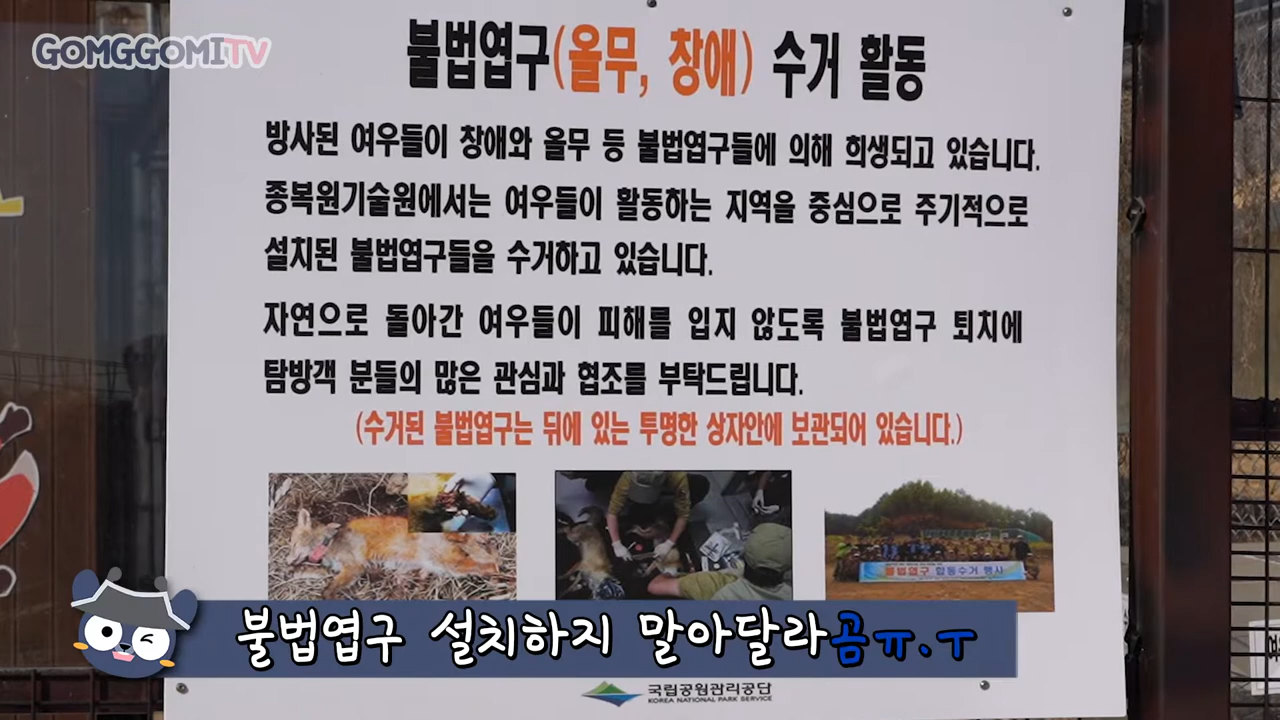 GOMGGOMITV
불법엽구(올무, 창애) 수거 활동
방사된 여우들이 창애와 올무 등 불법엽구들에 의해 희생되고 있습니다.
종복원기술원에서는 여우들이 활동하는 지역을 중심으로 주기적으로
설치된 불법엽구들을 수거하고 있습니다.
자연으로 돌아간 여우들이 피해를 입지 않도록 불법엽구 퇴치에
탐방객 분들의 많은 관심과 협조를 부탁드립니다.
(수거된 불법엽구는 뒤에 있는 투명한 상자안에 보관되어 있습니다.)
불법엽구 합동수거 행사
불법엽구 설치하지 말아달라곰ㅠ.ㅜ
국립공원관리공단
KOREA NATIONAL PARK SERVICE